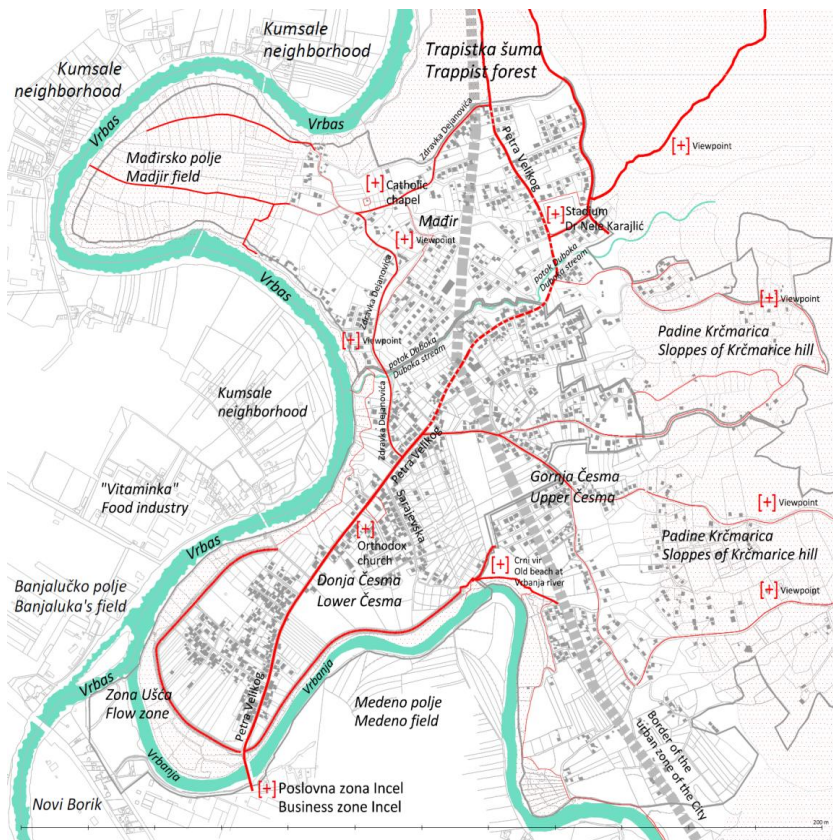 Kumsale
neighborhood
Trapistka šuma
Trappist forest
Kumsale
neighborhood
Vrbas
Vrbas
Zdravka Dejanovića
Petra Velikog
[+] Viewpoint
Mađirsko polje
Madjir field
[+] Catholic
chapel
Mađir
[+] Stadium
Dr Nele Karajlić
[+] Viewpoint
potok Duboka
Duboka stream
Vrbas
Zdravka Dejanovića
[+] Viewpoint
[+] Viewpoint
Padine Krčmarica
Sloppes of Krčmarice hill
potok Duboka
Duboka stream
Kumsale
neighborhood
Zdravka Dejanovića
Petra Velikog
Gornja Česma
Upper Česma
"Vitaminka"
Food industry
Sarajevska
[+] Viewpoint
[+]
Orthodox
church
Vrbas
Padine Krčmarica
Sloppes of Krčmarice hill
[+] Crni vir
Old beach at
Vrbanja river
Banjalučko polje
Banjaluka's field
Donja Česma
Lower Česma
[+] Viewpoint
Vrbas
Zona Ušća
Flow zone
Vrbanja
Medeno polje
Medeno field
Petra Velikog
Border of the
urban zone of the City
Vrbanja
[+] Poslovna zona Incel
Business zone Incel
Novi Borik
200 m